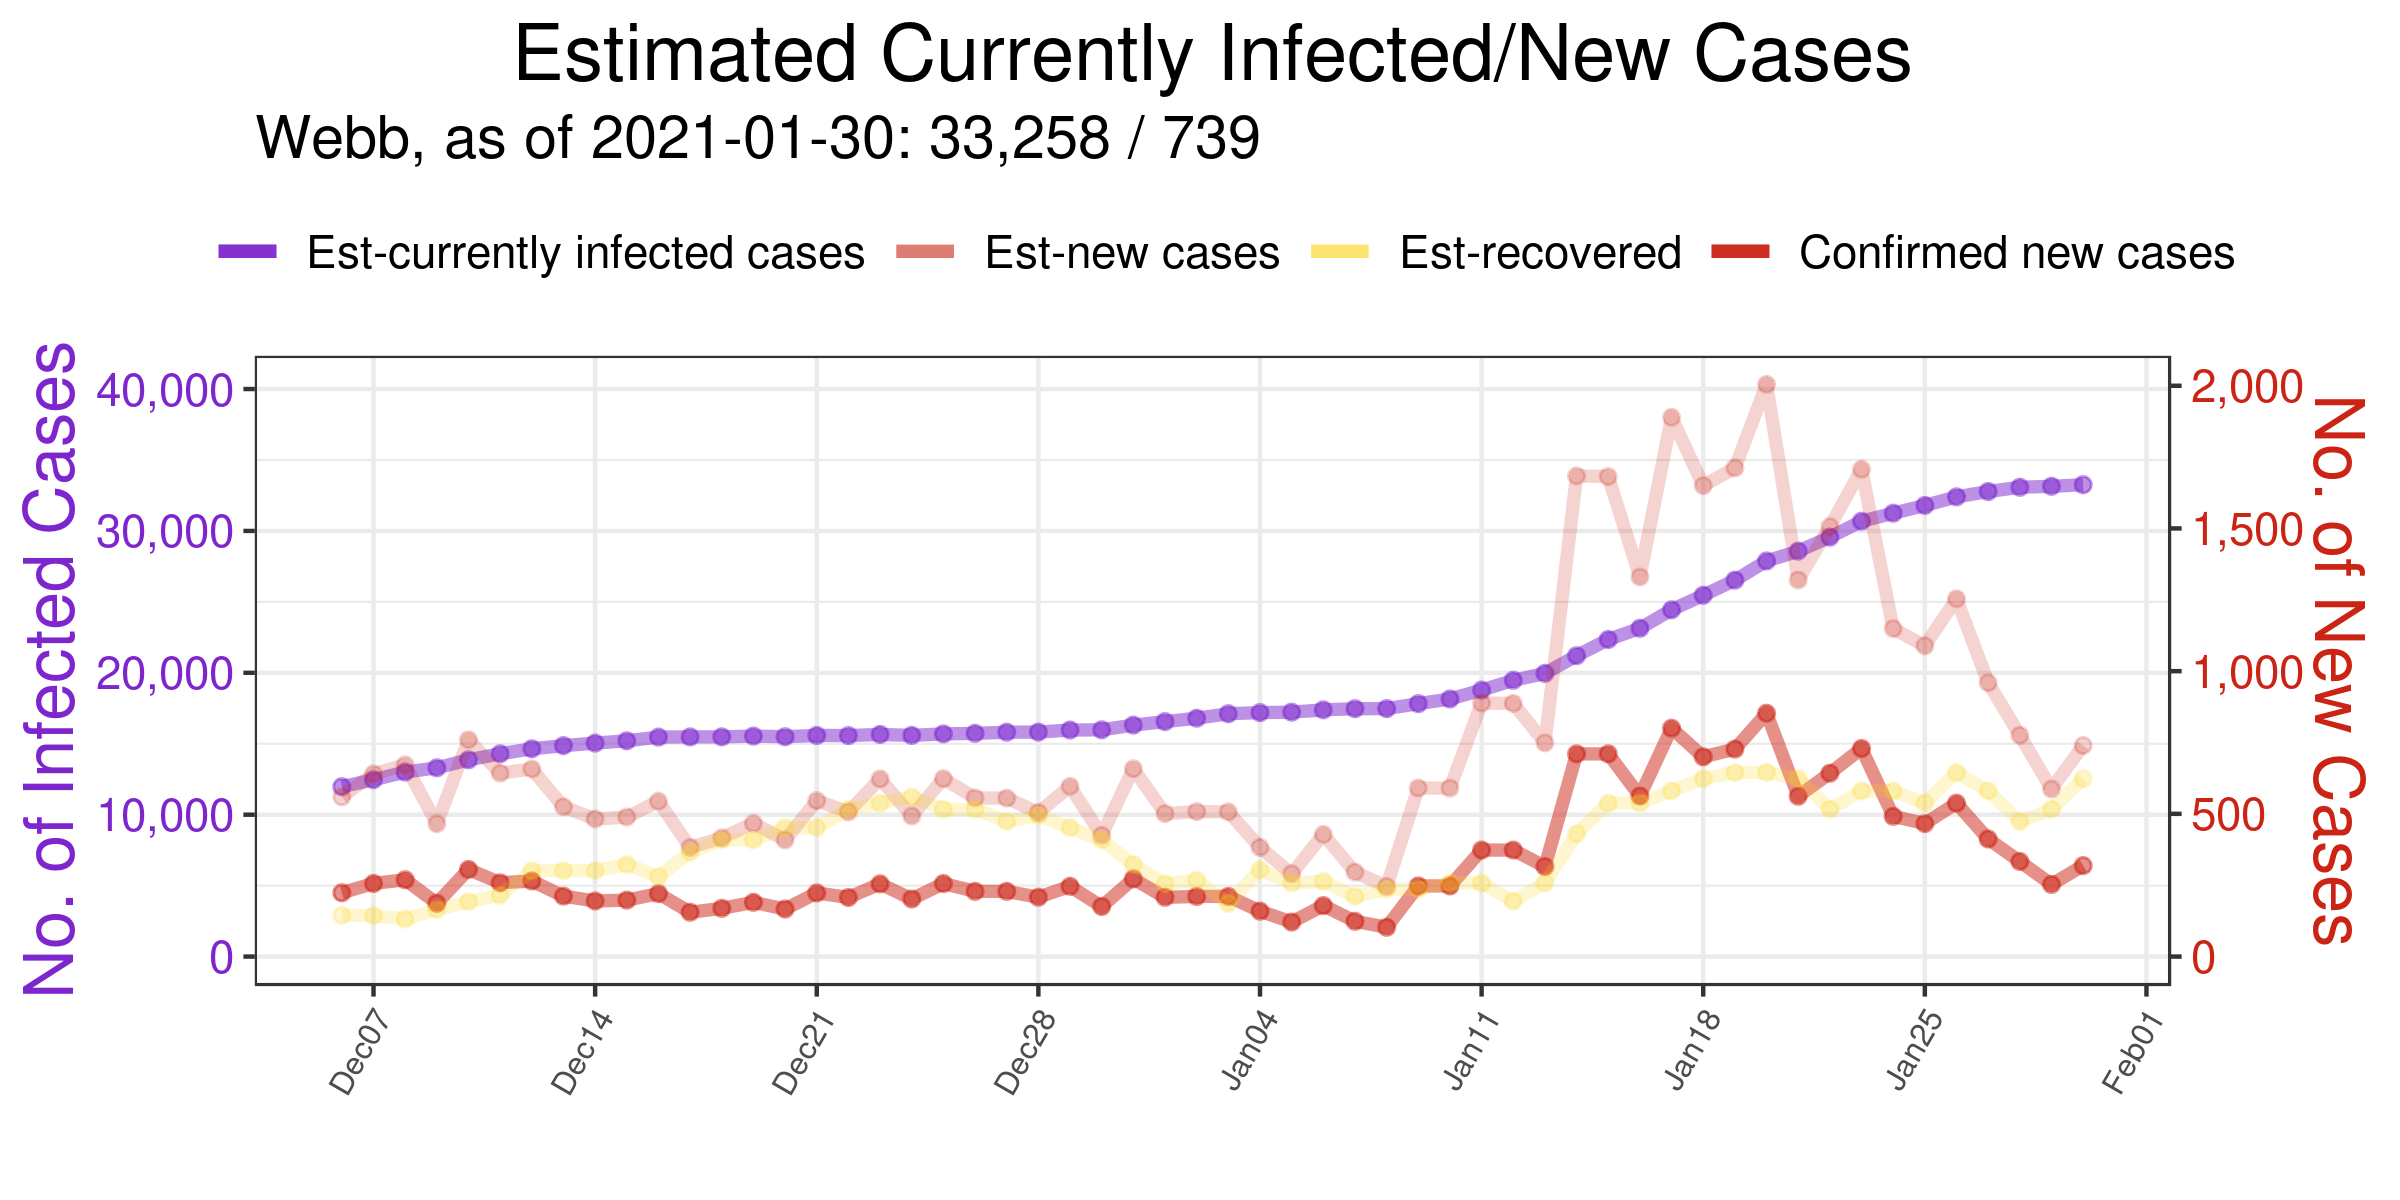 Estimated Currently Infected/New Cases
Webb, as of 2021-01-30: 33,258 / 739
Est-currently infected cases Est-new cases Est-recovered Confirmed new cases
No. of Infected Cases
40,000
30,000
20,000
10,000
0
2,000
1,500
1,000
500
0
No. of New Cases
Dec07 Dec14 Dec21 Dec28 Jan04 Jan11 Jan18 Jan25 Feb01